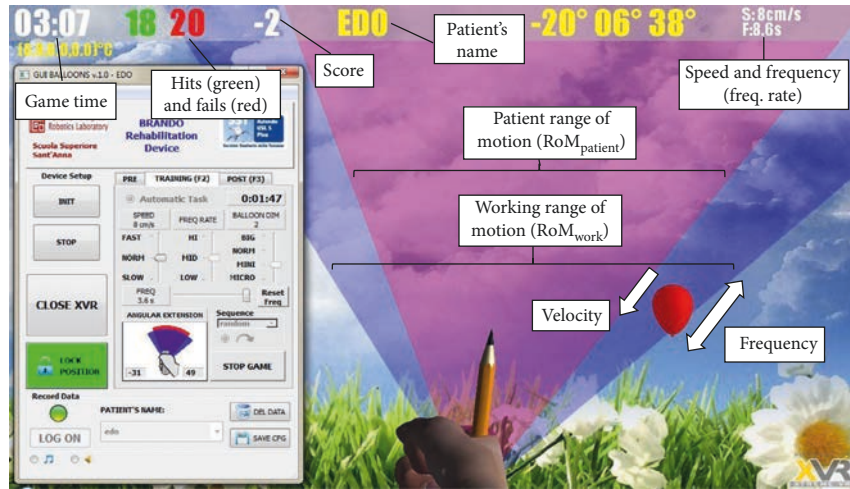 03:07 18 20 -2 EDO -20° 06° 38° S:8cm/s
F:8.6s
Patient's
name
Score
Speed and frequency
(freq. rate)
Game time
Hits (green)
and fails (red)
GUI BALLOONS v.1.0 - EDO
Robotics Laboratory
Scuola Superiore
Sant'Anna
BRANDO
Rehabilitation
Device
Azienda
USL 5
Pisa
Patient range of
motion (RoMpatient)
Working range of
motion (RoMwork)
Velocity
Frequency
Device Setup
INIT
STOP
CLOSE XVR
LOCK
POSITION
PRE TRAINING (F2) POST (F3)
Automatic Task 0:01:47
SPEED
8 cm/s
FREQ RATE
BALLOON DIM
2
FAST HI BIG
NORM
NORM MID MINI
SLOW LOW MICRO
FREQ
3.6 s
Reset
Freq
ANGULAR EXTENSION
Sequence
random
-31 49
STOP GAME
Record Data
LOG ON
PATIENT'S NAME:
edo
DEL DATA
SAVE CFG
XVR